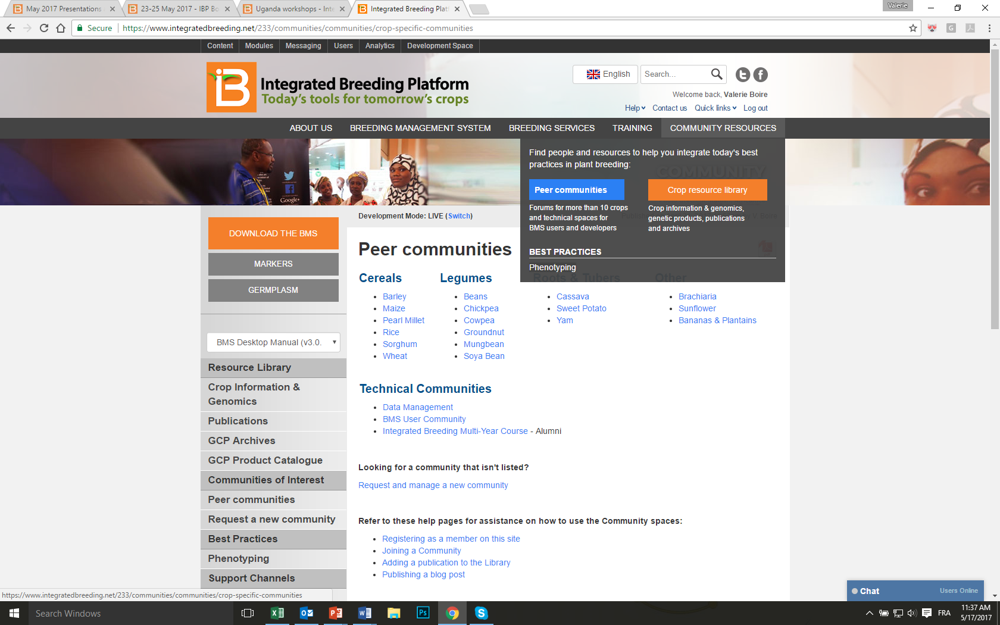 May 2017 Presentations
23-25 May 2017 - IBP Bo
Uganda workshops - Inte
Integrated Breeding Plat
Valerie
Secure
https://www.integratedbreeding.net/233/communities/communities/crop-specific-communities
Content
Modules
Messaging
Users
Analytics
Development Space
iB
Integrated Breeding Platform
Today's tools for tomorrow's crops
English
Search...
Welcome back, Valerie Boire
Help
Contact us
Quick links
Log out
ABOUT US
BREEDING MANAGEMENT SYSTEM
BREEDING SERVICES
TRAINING
COMMUNITY RESOURCES
Google+
COMMUNITY
Find people and resources to help you integrate today's best
practices in plant breeding:
Peer communities
Crop resource library
Forums for more than 10 crops
and technical spaces for
BMS users and developers
Crop information & genomics,
genetic products, publications
and archives
BEST PRACTICES
Phenotyping
DOWNLOAD THE BMS
MARKERS
GERMPLASM
BMS Desktop Manual (v3.0.
Resource Library
Crop Information &
Genomics
Publications
GCP Archives
GCP Product Catalogue
Communities of Interest
Peer communities
Request a new community
Best Practices
Phenotyping
Support Channels
Development Mode: LIVE (Switch)
Peer communities
Cereals
Barley
Maize
Pearl Millet
Rice
Sorghum
Wheat
Legumes
Beans
Chickpea
Cowpea
Groundnut
Mungbean
Soya Bean
Roots & Tubers
Cassava
Sweet Potato
Yam
Other
Brachiaria
Sunflower
Bananas & Plantains
Technical Communities
Data Management
BMS User Community
Integrated Breeding Multi-Year Course - Alumni
Looking for a community that isn't listed?
Request and manage a new community
Refer to these help pages for assistance on how to use the Community spaces:
Registering as a member on this site
Joining a Community
Adding a publication to the Library
Publishing a blog post
https://www.integratedbreeding.net/233/communities/communities/crop-specific-communities
Chat
Users Online
Search Windows
FRA
11:37 AM
5/17/2017